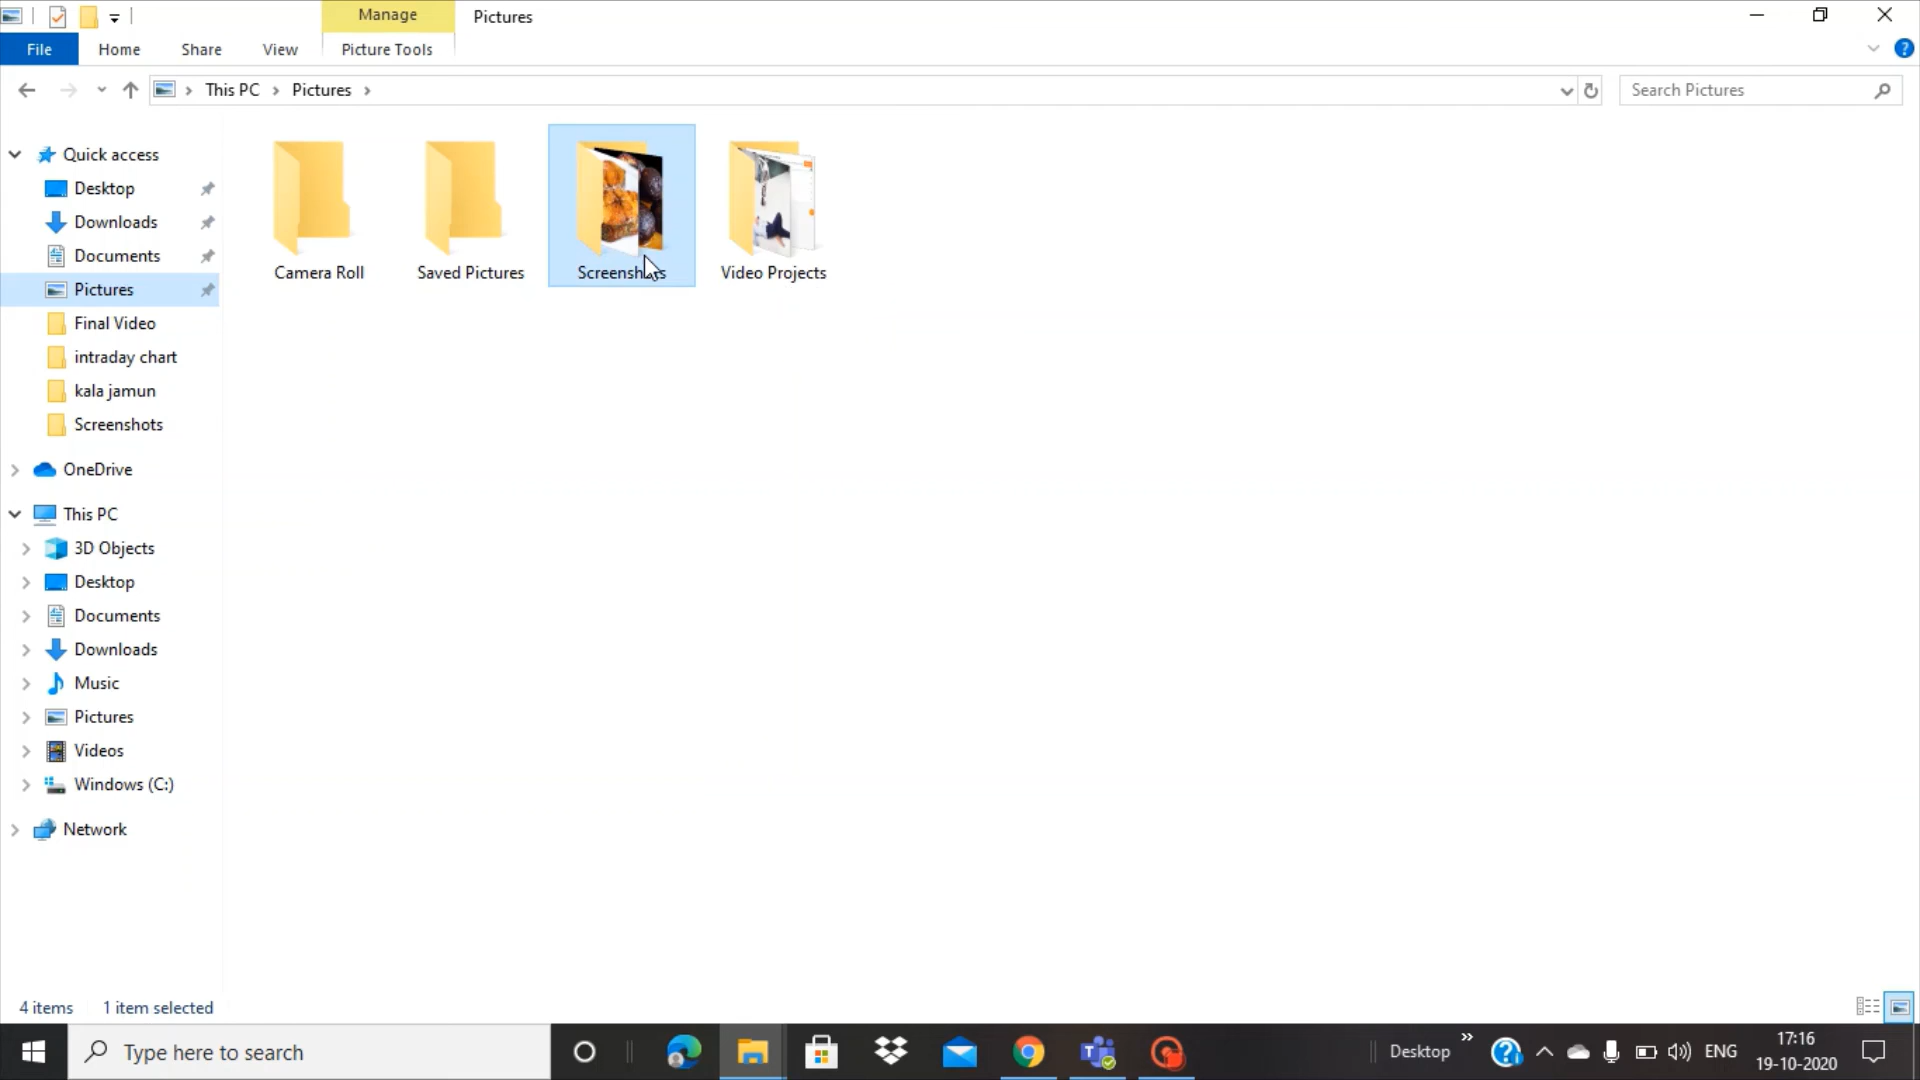 Manage
Pictures
File
Home
Share
View
Picture Tools
This PC
Pictures
Search Pictures
Quick access
Desktop
Downloads
Documents
Pictures
Final Video
intraday chart
kala jamun
Screenshots
OneDrive
This PC
3D Objects
Desktop
Documents
Downloads
Music
Pictures
Videos
Windows (C:)
Network
Camera Roll
Saved Pictures
Screenshots
Video Projects
4 items
1 item selected
Type here to search
Desktop
ENG
17:16
19-10-2020